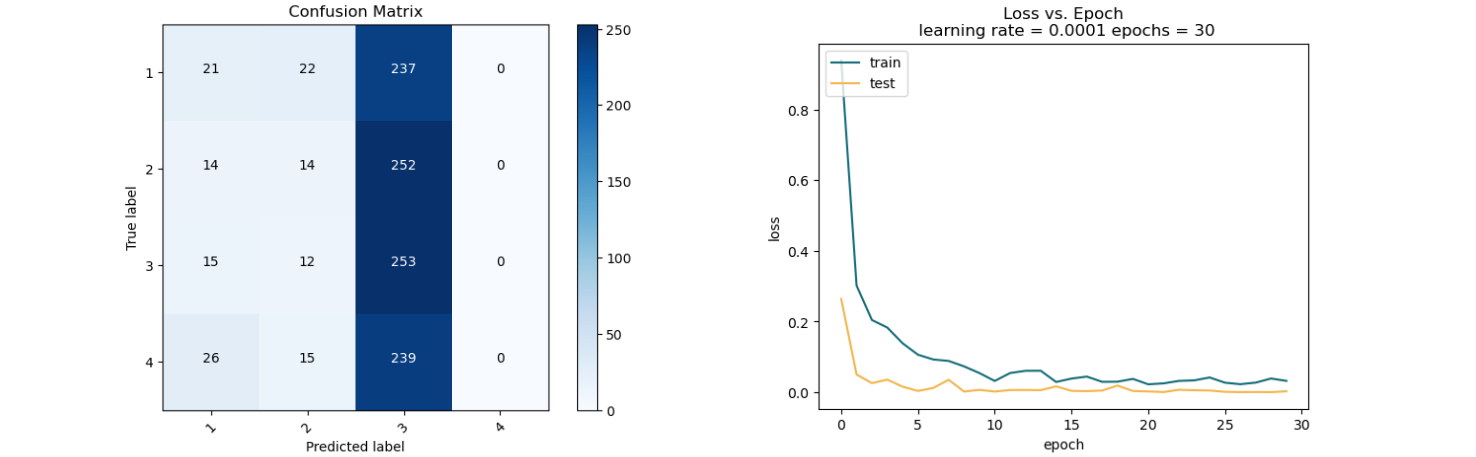 Confusion Matrix
True label
1
21 22 237 0
2
14 14 252 0
3
15 12 253 0
4
26 15 239 0
1 2 3 4
Predicted label
250
200
150
100
50
0
Loss vs. Epoch
learning rate = 0.0001 epochs = 30
train
test
loss
0.8
0.6
0.4
0.2
0.0
0 5 10 15 20 25 30
epoch